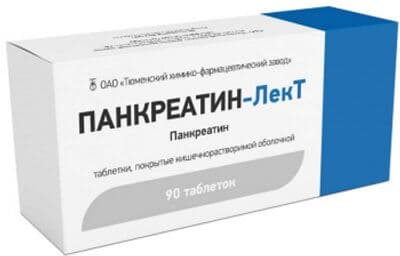 ОАО «Тюменский химико-фармацевтический завод»
ПАНКРЕАТИН-ЛекТ
Панкреатин
таблетки, покрытые кишечнорастворимой оболочкой
90 таблеток